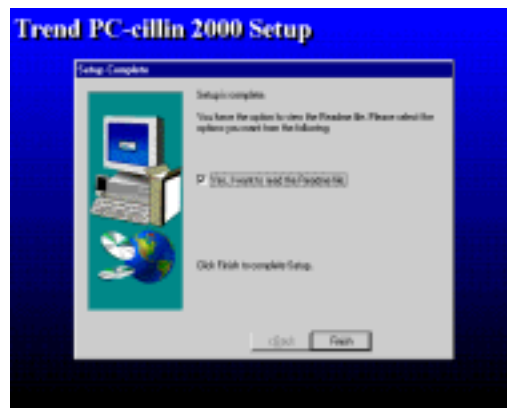 Trend PC-cillin 2000 Setup
Setup Complete
Setup is complete.
You have the option to view the Readme file. Please select the
options you want from the following.
Yes, I want to read the Readme file.
Click Finish to complete Setup.
< Back
Finish